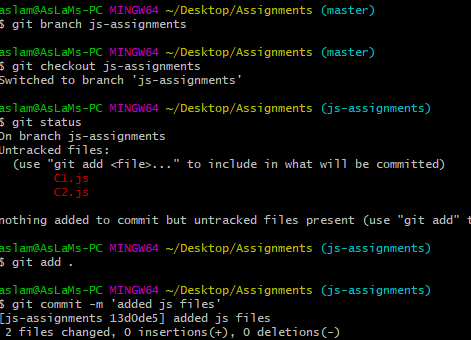 aslam@AsLaMs-PC MINGW64 ~/Desktop/Assignments (master)
$ git branch js-assignments
aslam@AsLaMs-PC MINGW64 ~/Desktop/Assignments (master)
$ git checkout js-assignments
Switched to branch 'js-assignments'
aslam@AsLaMs-PC MINGW64 ~/Desktop/Assignments (js-assignments)
$ git status
On branch js-assignments
Untracked files:
(use "git add <file>..." to include in what will be committed)
C1.js
C2.js
nothing added to commit but untracked files present (use "git add" t
aslam@AsLaMs-PC MINGW64 ~/Desktop/Assignments (js-assignments)
$ git add .
aslam@AsLaMs-PC MINGW64 ~/Desktop/Assignments (js-assignments)
$ git commit -m 'added js files'
[js-assignments 13d0de5] added js files
2 files changed, 0 insertions(+), 0 deletions(-)